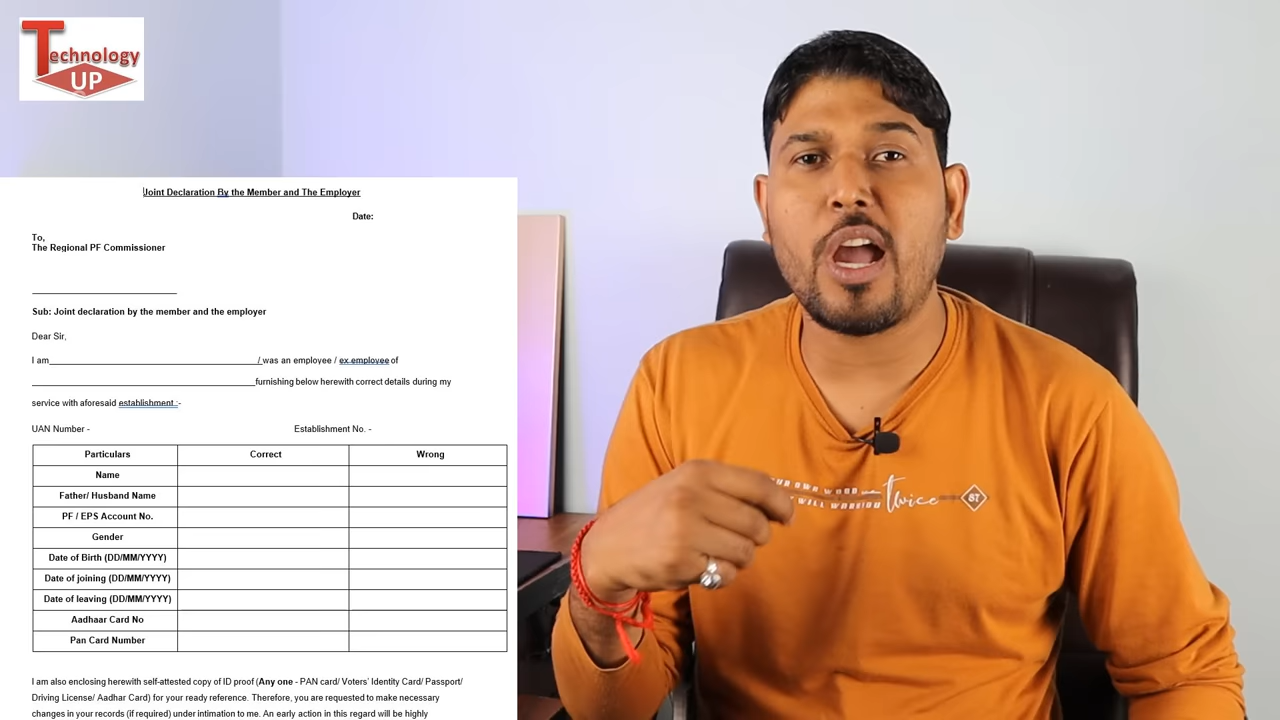 Technology
UP
Joint Declaration By the Member and The Employer
Date:
To,
The Regional PF Commissioner
Sub: Joint declaration by the member and the employer
Dear Sir,
I am / was an employee / ex employee of
furnishing below herewith correct details during my
service with aforesaid establishment :-
UAN Number - Establishment No. -
Particulars Correct Wrong
Name
Father/ Husband Name
PF / EPS Account No.
Gender
Date of Birth (DD/MM/YYYY)
Date of joining (DD/MM/YYYY)
Date of leaving (DD/MM/YYYY)
Aadhaar Card No
Pan Card Number
I am also enclosing herewith self-attested copy of ID proof (Any one - PAN card/ Voters' Identity Card/ Passport/
Driving License/ Aadhar Card) for your ready reference. Therefore, you are requested to make necessary
changes in your records (if required) under intimation to me. An early action in this regard will be highly
OWN WORD
twice
WILL
ST